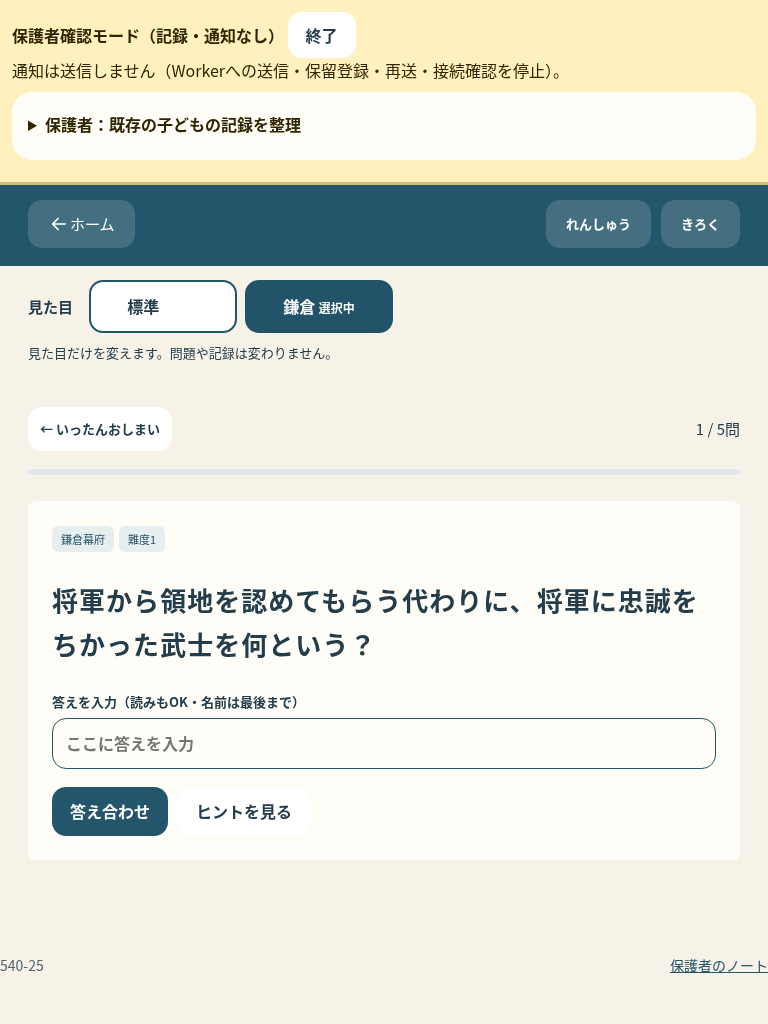 保護者確認モード（記録・通知なし） 終了
通知は送信しません（Workerへの送信・保留登録・再送・接続確認を停止）。
▶ 保護者：既存の子どもの記録を整理
← ホーム れんしゅう きろく
見た目 標準 鎌倉 選択中
見た目だけを変えます。問題や記録は変わりません。
← いったんおしまい 1 / 5問
鎌倉幕府 難度1
将軍から領地を認めてもらう代わりに、将軍に忠誠を
ちかった武士を何という？
答えを入力（読みもOK・名前は最後まで）
ここに答えを入力
答え合わせ ヒントを見る
540-25 保護者のノート